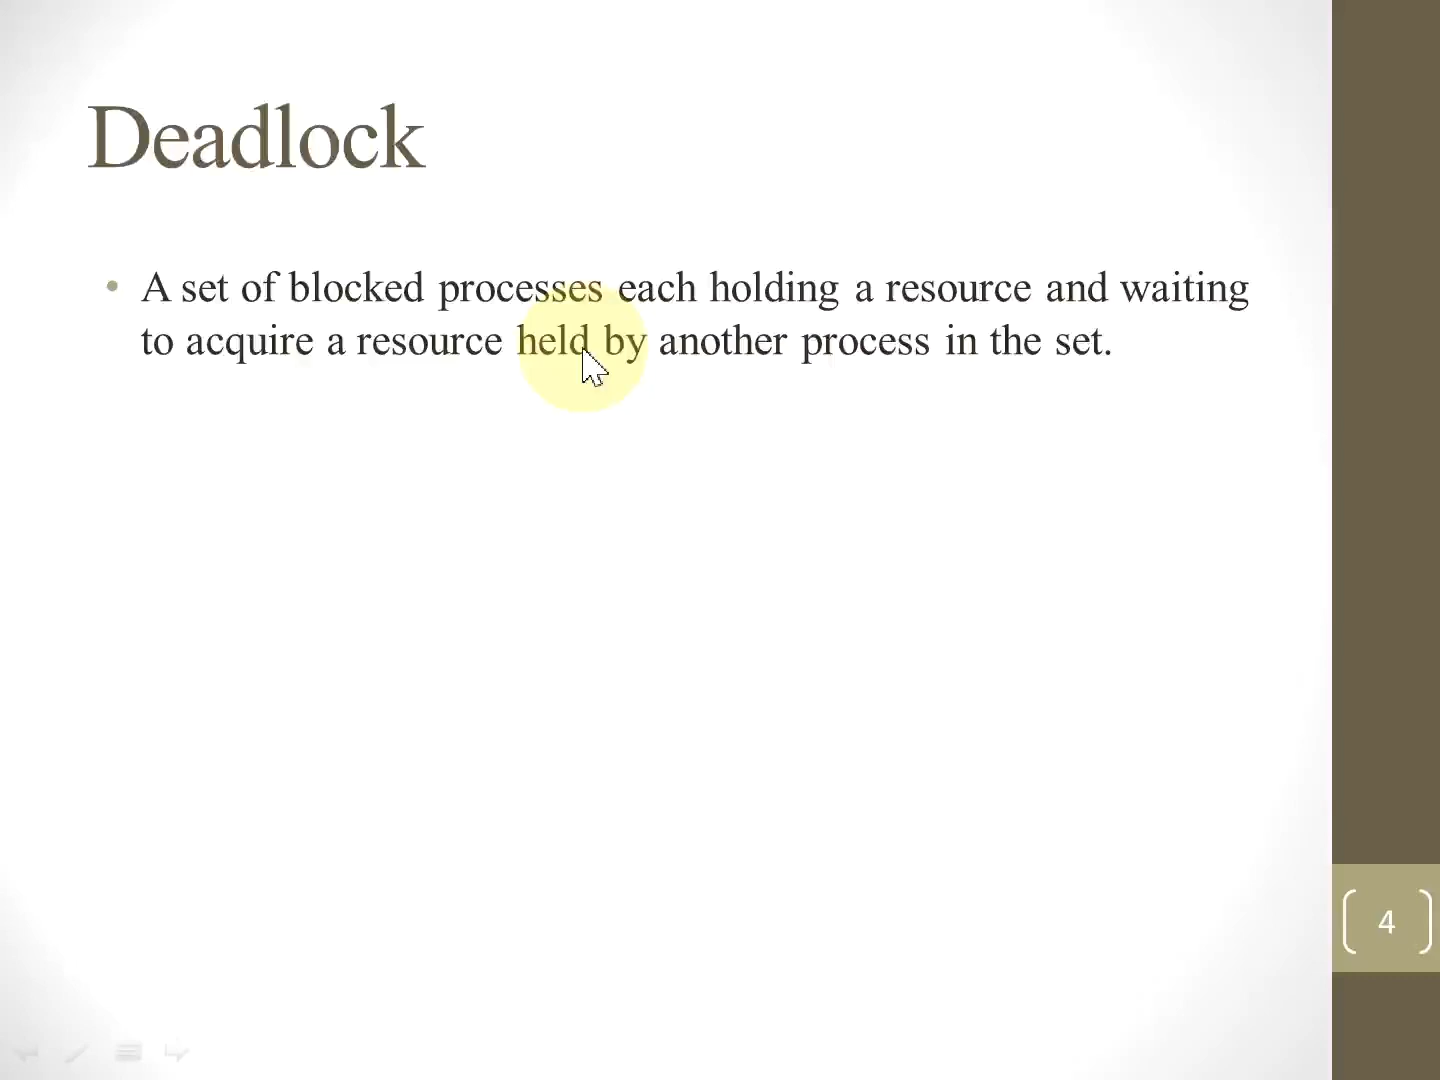 Deadlock
• A set of blocked processes each holding a resource and waiting
to acquire a resource held by another process in the set.
4